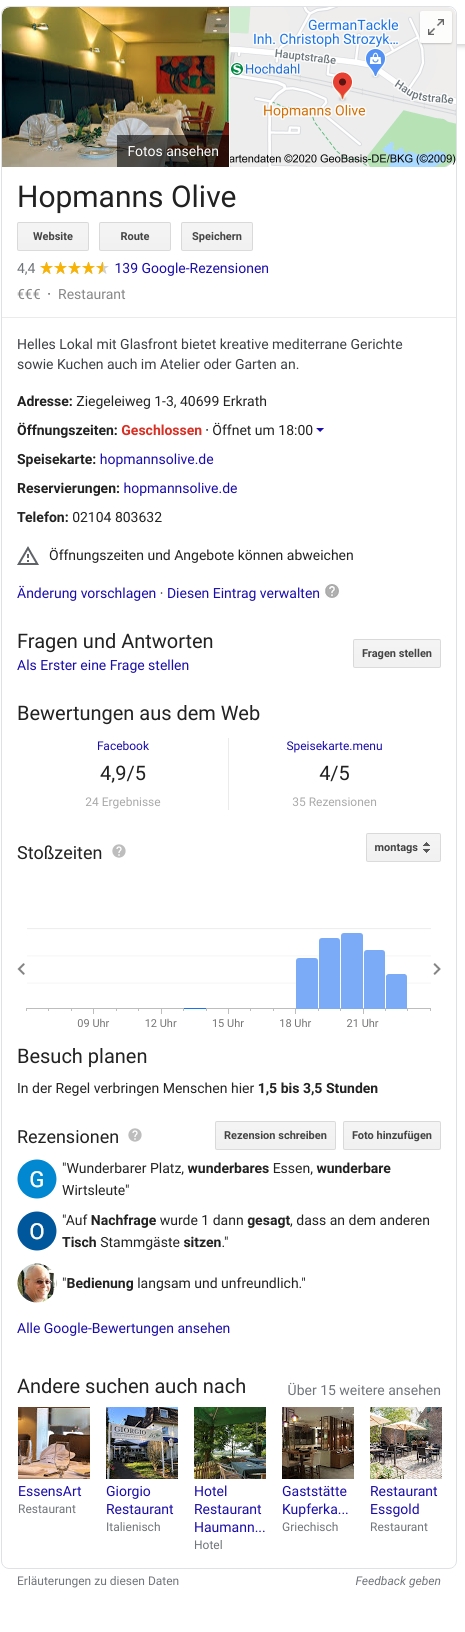 GermanTackle
Inh. Christoph Strozyk...
Hauptstraße
Hochdahl
Hauptstraße
Hopmanns Olive
Fotos ansehen
artendaten ©2020 GeoBasis-DE/BKG (©2009)
Hopmanns Olive
Website
Route
Speichern
4,4 139 Google-Rezensionen
€€€ · Restaurant
Helles Lokal mit Glasfront bietet kreative mediterrane Gerichte
sowie Kuchen auch im Atelier oder Garten an.
Adresse: Ziegeleiweg 1-3, 40699 Erkrath
Öffnungszeiten: Geschlossen · Öffnet um 18:00
Speisekarte: hopmannsolive.de
Reservierungen: hopmannsolive.de
Telefon: 02104 803632
Öffnungszeiten und Angebote können abweichen
Änderung vorschlagen · Diesen Eintrag verwalten ?
Fragen und Antworten
Als Erster eine Frage stellen
Fragen stellen
Bewertungen aus dem Web
Facebook
4,9/5
24 Ergebnisse
Speisekarte.menu
4/5
35 Rezensionen
Stoßzeiten ?
montags
09 Uhr 12 Uhr 15 Uhr 18 Uhr 21 Uhr
Besuch planen
In der Regel verbringen Menschen hier 1,5 bis 3,5 Stunden
Rezensionen ?
Rezension schreiben
Foto hinzufügen
G
"Wunderbarer Platz, wunderbares Essen, wunderbare
Wirtsleute"
O
"Auf Nachfrage wurde 1 dann gesagt, dass an dem anderen
Tisch Stammgäste sitzen."
"Bedienung langsam und unfreundlich."
Alle Google-Bewertungen ansehen
Andere suchen auch nach
Über 15 weitere ansehen
GIORGIO
EssensArt
Restaurant
Giorgio
Restaurant
Italienisch
Hotel
Restaurant
Haumann...
Hotel
Gaststätte
Kupferka...
Griechisch
Restaurant
Essgold
Restaurant
Erläuterungen zu diesen Daten
Feedback geben